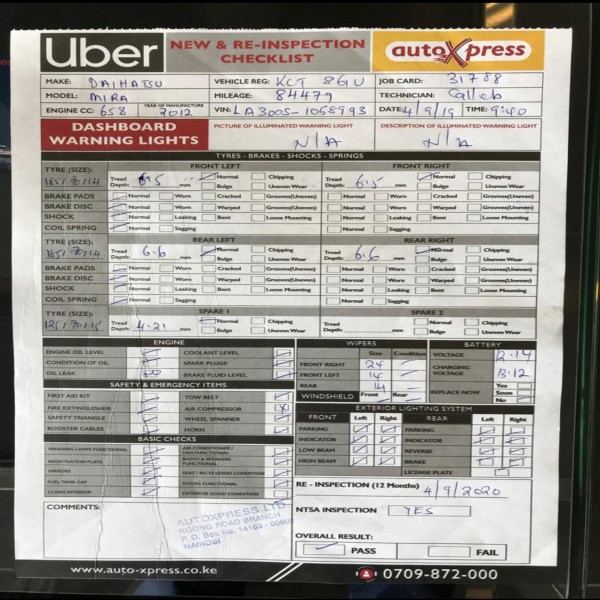 Uber NEW & RE-INSPECTION CHECKLIST autoXpress
MAKE: DAIHATSU VEHICLE REG: KCT 861U JOB CARD: 31788
MODEL: MIRA MILEAGE: 84479 TECHNICIAN: Calleb
ENGINE CC: 658 YEAR OF MANUFACTURE 2012 VIN: LA300S-1058993 DATE: 4/9/19 TIME: 9:40
DASHBOARD WARNING LIGHTS PICTURE OF ILLUMINATED WARNING LIGHT DESCRIPTION OF ILLUMINATED WARNING LIGHT
N/A N/A
TYRES - BRAKES - SHOCKS - SPRINGS
FRONT LEFT FRONT RIGHT
TYRE (SIZE): Tread Depth: 6.5 mm Normal Chipping Bulge Uneven Wear Tread Depth: 6.5 mm Normal Chipping Bulge Uneven Wear
BRAKE PADS Normal Worn Cracked Grooves(Uneven) Normal Worn Cracked Grooves(Uneven)
BRAKE DISC Normal Worn Warped Grooves(Uneven) Normal Worn Warped Grooves(Uneven)
SHOCK Normal Leaking Bent Loose Mounting Normal Leaking Bent Loose Mounting
COIL SPRING Normal Sagging Normal Sagging
REAR LEFT REAR RIGHT
TYRE (SIZE): Tread Depth: 6.6 mm Normal Chipping Bulge Uneven Wear Tread Depth: 6.6 mm Normal Chipping Bulge Uneven Wear
BRAKE PADS Normal Worn Cracked Grooves(Uneven) Normal Worn Cracked Grooves(Uneven)
BRAKE DISC Normal Worn Warped Grooves(Uneven) Normal Worn Warped Grooves(Uneven)
SHOCK Normal Leaking Bent Loose Mounting Normal Leaking Bent Loose Mounting
COIL SPRING Normal Sagging Normal Sagging
SPARE 1 SPARE 2
TYRE (SIZE): Tread Depth: 4.21 mm Normal Chipping Bulge Uneven Wear Tread Depth: mm Normal Chipping Bulge Uneven Wear
ENGINE WIPERS BATTERY
ENGINE OIL LEVEL COOLANT LEVEL Size Condition VOLTAGE 12.14
CONDITION OF OIL SPARK PLUGS FRONT RIGHT 24 CHARGING VOLTAGE 13.12
OIL LEAK BRAKE FLUID LEVEL FRONT LEFT 14
SAFETY & EMERGENCY ITEMS REAR 14 REPLACE NOW Yes Soon No
WINDSHIELD Front Rear
FIRST AID KIT TOW BELT
FIRE EXTINGUISHER AIR COMPRESSOR
SAFETY TRIANGLE WHEEL SPANNER
BOOSTER CABLES HORN
EXTERIOR LIGHTING SYSTEM
FRONT Left Right REAR Left Right
PARKING PARKING
INDICATOR INDICATOR
LOW BEAM REVERSE
HIGH BEAM BRAKE
LICENSE PLATE
BASIC CHECKS
WARNING LAMPS FUNCTIONAL AIR CONDITIONER / FAN FUNCTIONAL
REGISTRATION PLATE RADIO & SPEAKERS FUNCTIONAL
MIRRORS SEAT / BELTS GOOD CONDITION
FUEL TANK CAP DOORS FUNCTIONAL
CLEAN INTERIOR EXTERIOR GOOD CONDITION
RE - INSPECTION (12 Months) 4/9/2020
NTSA INSPECTION YES
COMMENTS:
AUTOXPRESS LTD.
NGONG ROAD BRANCH
P. O. Box No. 14163 - 00800
NAIROBI
OVERALL RESULT:
PASS FAIL
www.auto-xpress.co.ke 0709-872-000